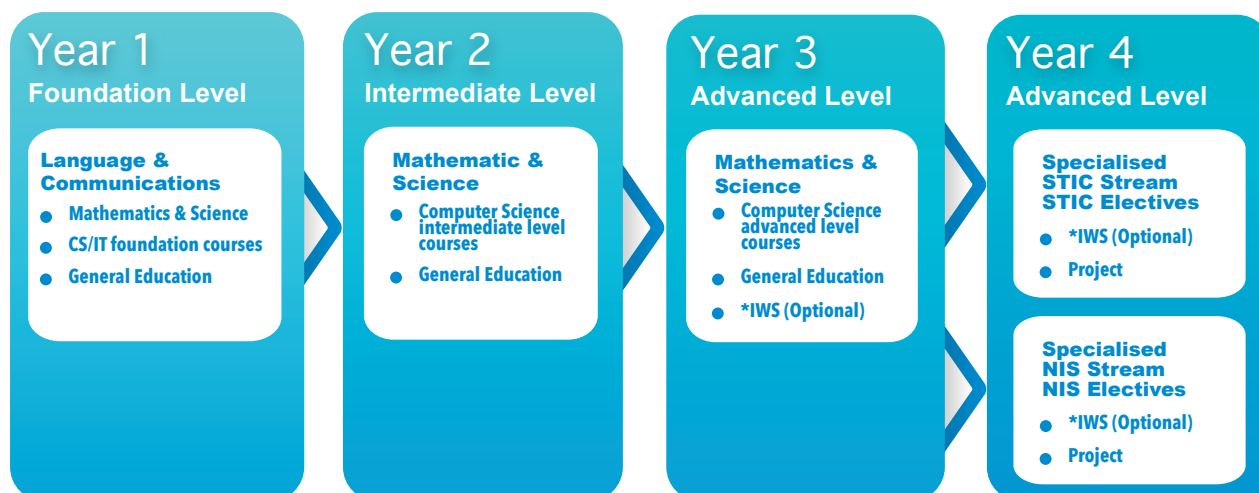 Year 1
Foundation Level
Language &
Communications
Mathematics & Science
CS/IT foundation courses
General Education
Year 2
Intermediate Level
Mathematic &
Science
Computer Science
intermediate level
courses
General Education
Year 3
Advanced Level
Mathematics &
Science
Computer Science
advanced level
courses
General Education
*IWS (Optional)
Year 4
Advanced Level
Specialised
STIC Stream
STIC Electives
*IWS (Optional)
Project
Specialised
NIS Stream
NIS Electives
*IWS (Optional)
Project